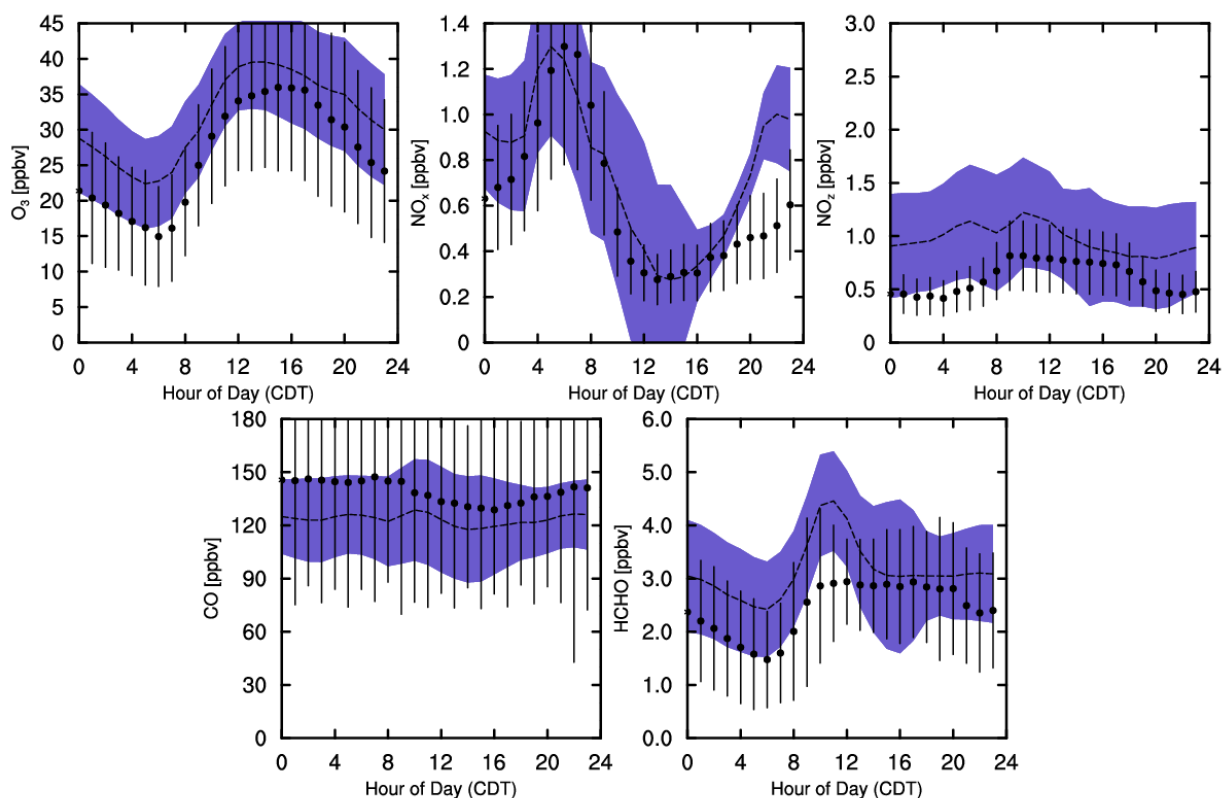 O₃ [ppbv]
45
40
35
30
25
20
15
10
5
0
0 4 8 12 16 20 24
Hour of Day (CDT)
NOₓ [ppbv]
1.4
1.2
1.0
0.8
0.6
0.4
0.2
0
0 4 8 12 16 20 24
Hour of Day (CDT)
NO_z [ppbv]
3.0
2.5
2.0
1.5
1.0
0.5
0
0 4 8 12 16 20 24
Hour of Day (CDT)
CO [ppbv]
180
150
120
90
60
30
0
0 4 8 12 16 20 24
Hour of Day (CDT)
HCHO [ppbv]
6.0
5.0
4.0
3.0
2.0
1.0
0.0
0 4 8 12 16 20 24
Hour of Day (CDT)